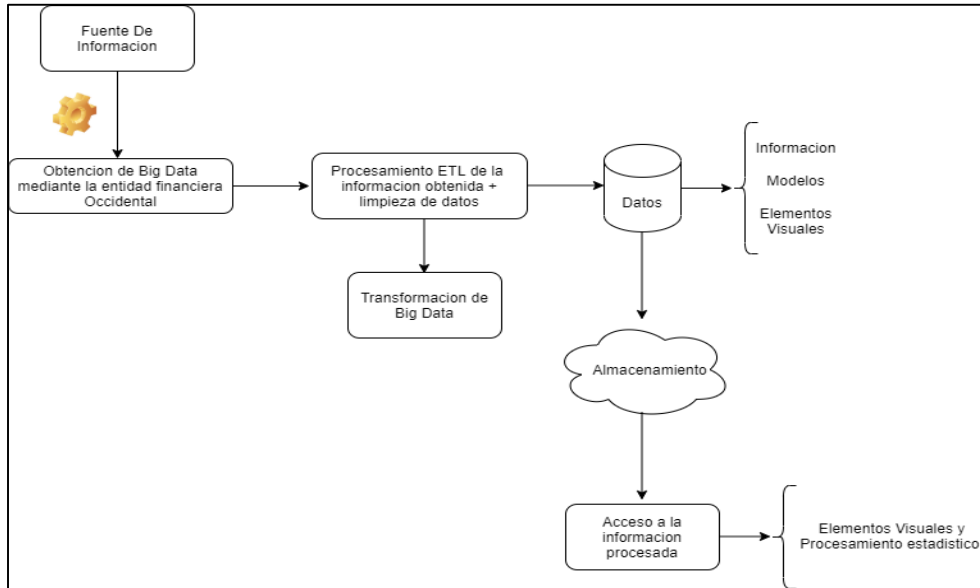 Fuente De
Informacion
Obtencion de Big Data
mediante la entidad financiera
Occidental
Procesamiento ETL de la
informacion obtenida +
limpieza de datos
Transformacion de
Big Data
Datos
Informacion
Modelos
Elementos
Visuales
Almacenamiento
Acceso a la
informacion
procesada
Elementos Visuales y
Procesamiento estadistico